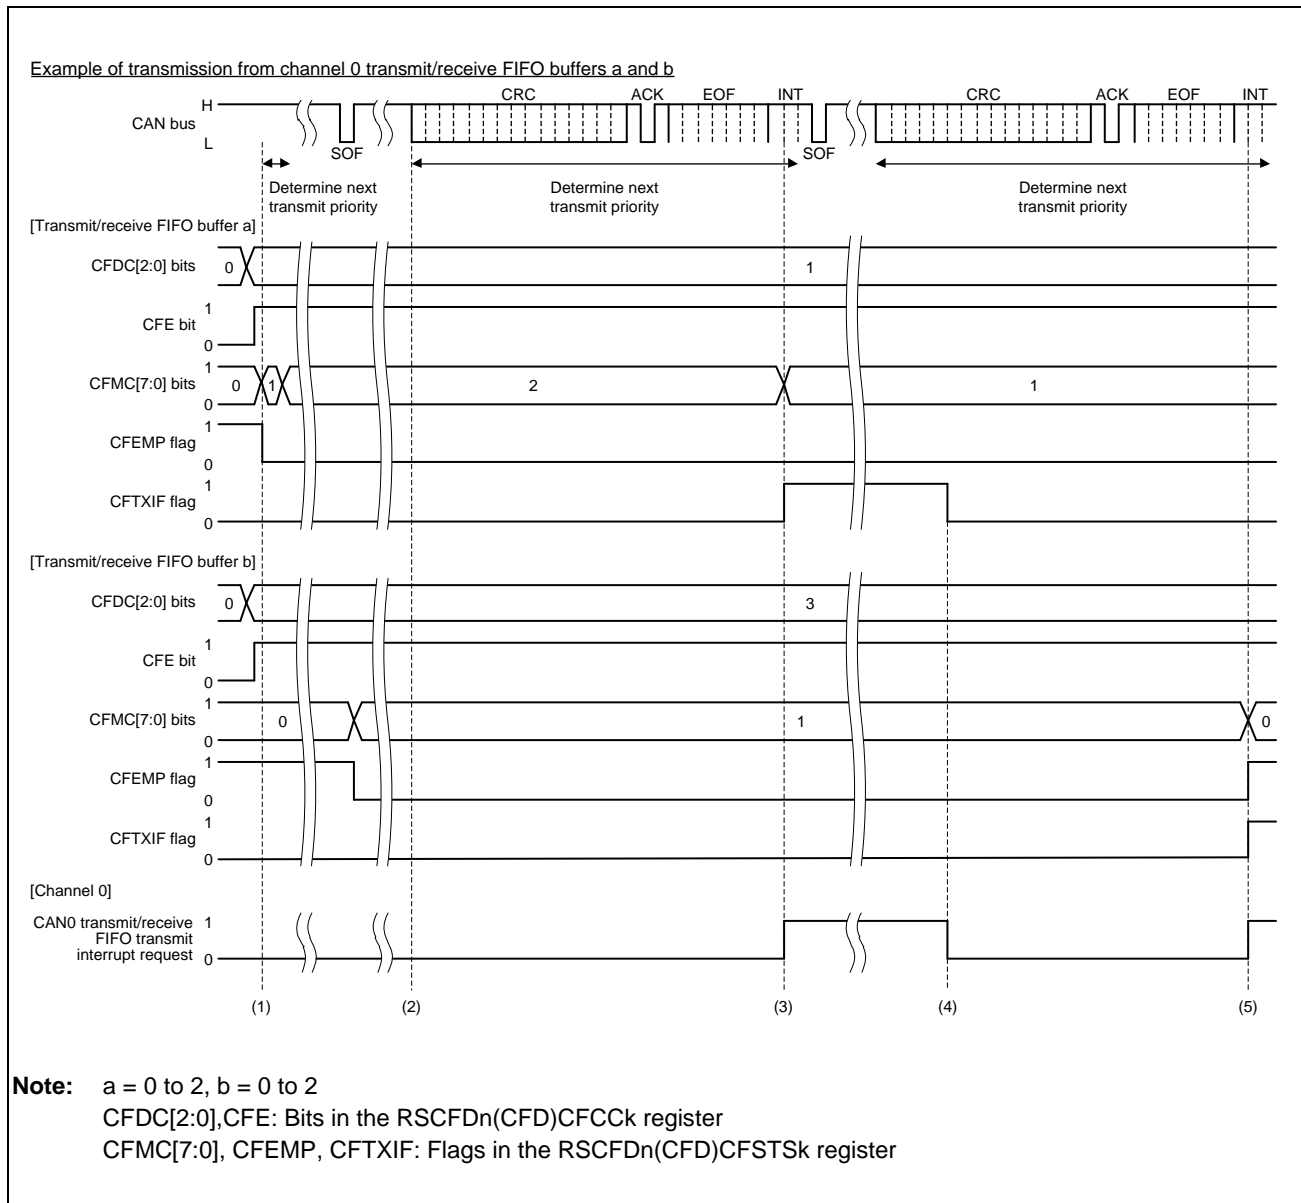 Example of transmission from channel 0 transmit/receive FIFO buffers a and b
CRC ACK EOF INT CRC ACK EOF INT
H
CAN bus
L
SOF SOF
Determine next transmit priority
Determine next transmit priority
Determine next transmit priority
[Transmit/receive FIFO buffer a]
CFDC[2:0] bits 0 1
1
CFE bit
0
1
CFMC[7:0] bits 0 1 2 1
0
1
CFEMP flag
0
1
CFTXIF flag
0
[Transmit/receive FIFO buffer b]
CFDC[2:0] bits 0 3
1
CFE bit
0
1
CFMC[7:0] bits 0 1 0
0
1
CFEMP flag
0
1
CFTXIF flag
0
[Channel 0]
CAN0 transmit/receive 1
FIFO transmit
interrupt request 0
(1) (2) (3) (4) (5)
Note: a = 0 to 2, b = 0 to 2
CFDC[2:0],CFE: Bits in the RSCFDn(CFD)CFCCk register
CFMC[7:0], CFEMP, CFTXIF: Flags in the RSCFDn(CFD)CFSTSk register